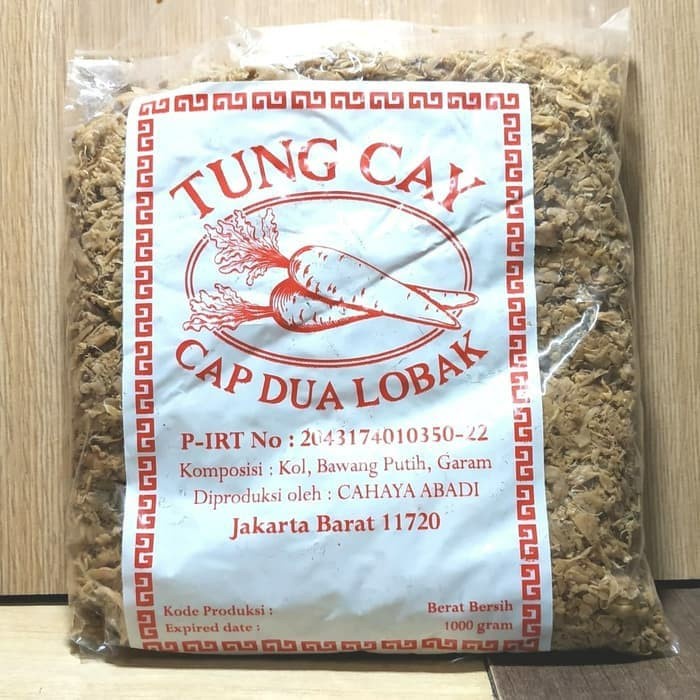 TUNG CAY
CAP DUA LOBAK
P-IRT No : 2043174010350-22
Komposisi : Kol, Bawang Putih, Garam
Diproduksi oleh : CAHAYA ABADI
Jakarta Barat 11720
Kode Produksi :
Expired date :
Berat Bersih
1000 gram